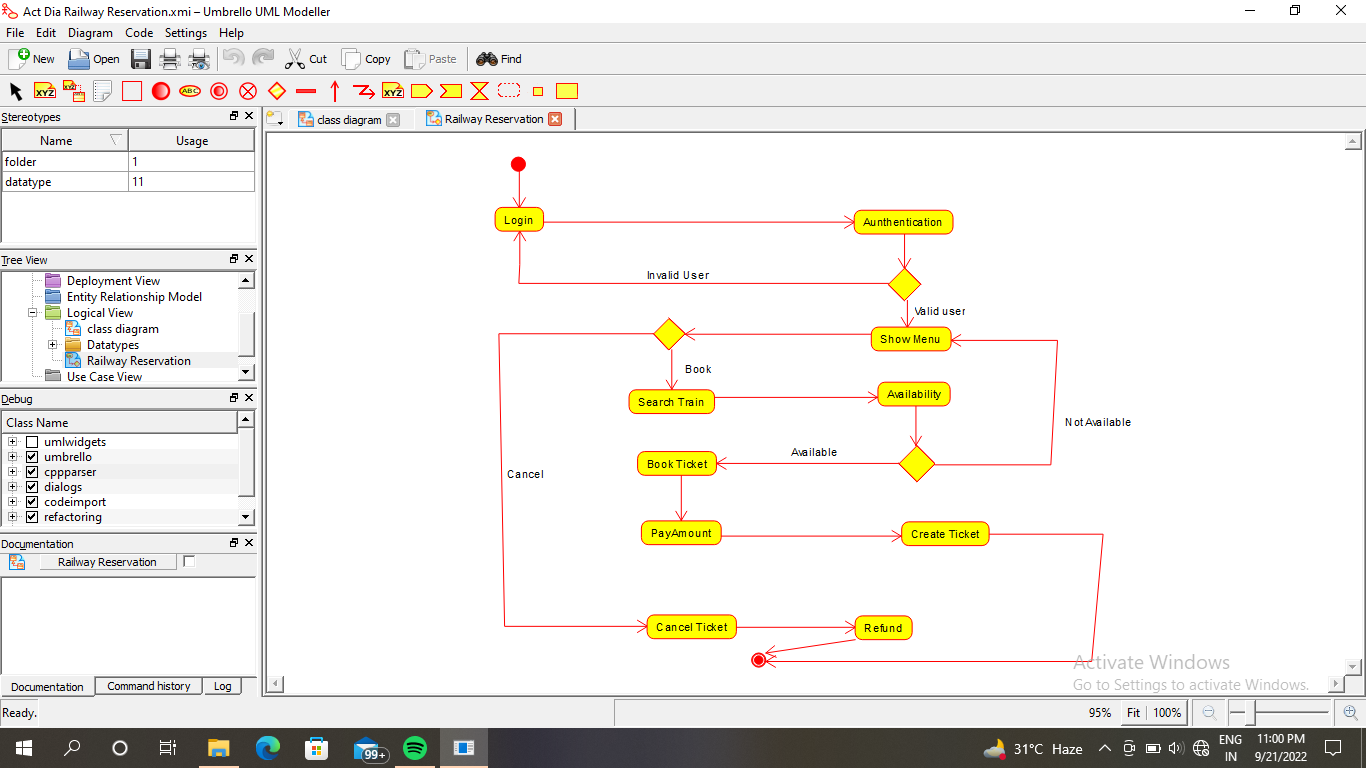 Act Dia Railway Reservation.xmi – Umbrello UML Modeller
File Edit Diagram Code Settings Help
New Open Cut Copy Paste Find
XYZ XYZ ABC XYZ
Stereotypes
Name Usage
folder 1
datatype 11
Tree View
Deployment View
Entity Relationship Model
Logical View
class diagram
Datatypes
Railway Reservation
Use Case View
Debug
Class Name
umlwidgets
umbrello
cppparser
dialogs
codeimport
refactoring
Documentation
Railway Reservation
Documentation Command history Log
class diagram Railway Reservation
Login
Aunthentication
Invalid User
Valid user
Show Menu
Book
Search Train
Availability
Not Available
Available
Book Ticket
Cancel
PayAmount
Create Ticket
Cancel Ticket
Refund
Activate Windows
Go to Settings to activate Windows.
Ready.
95% Fit 100%
99+
31°C Haze
ENG
IN
11:00 PM
9/21/2022